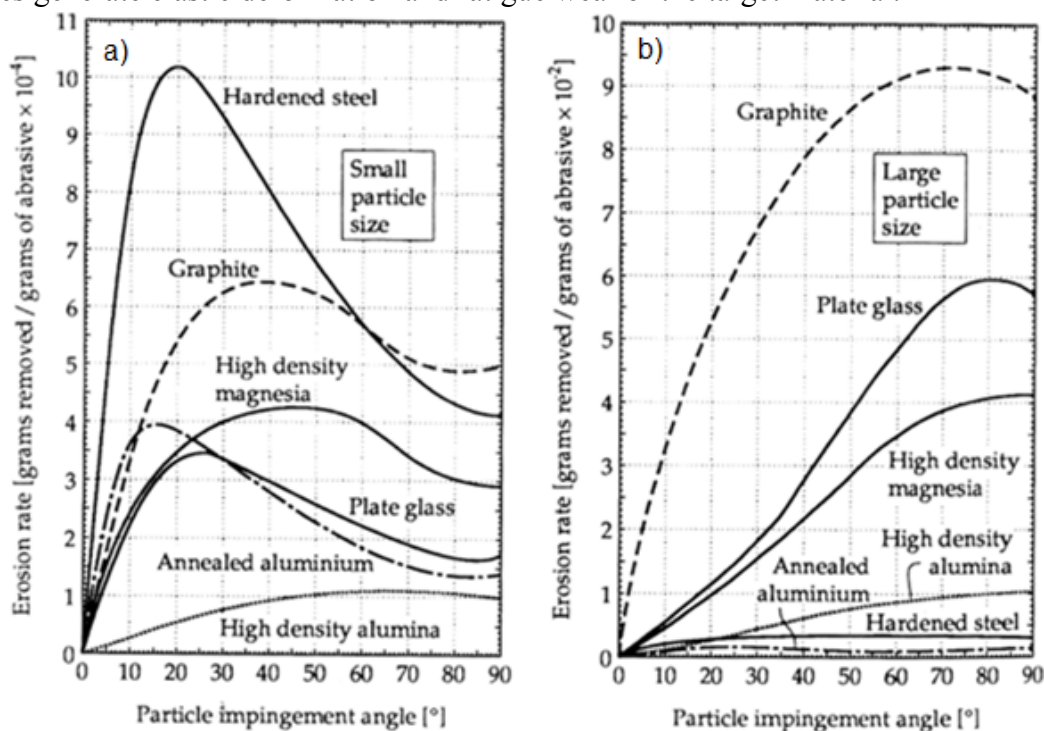 a)
Erosion rate [grams removed / grams of abrasive × 10⁻⁴]
11
10
9
8
7
6
5
4
3
2
1
0
Hardened steel
Small
particle
size
Graphite
High density
magnesia
Plate glass
Annealed aluminium
High density alumina
0 10 20 30 40 50 60 70 80 90
Particle impingement angle [°]
b)
Erosion rate [grams removed / grams of abrasive × 10⁻²]
10
9
8
7
6
5
4
3
2
1
0
Graphite
Large
particle
size
Plate glass
High density
magnesia
High density
alumina
Annealed
aluminium
Hardened steel
0 10 20 30 40 50 60 70 80 90
Particle impingement angle [°]